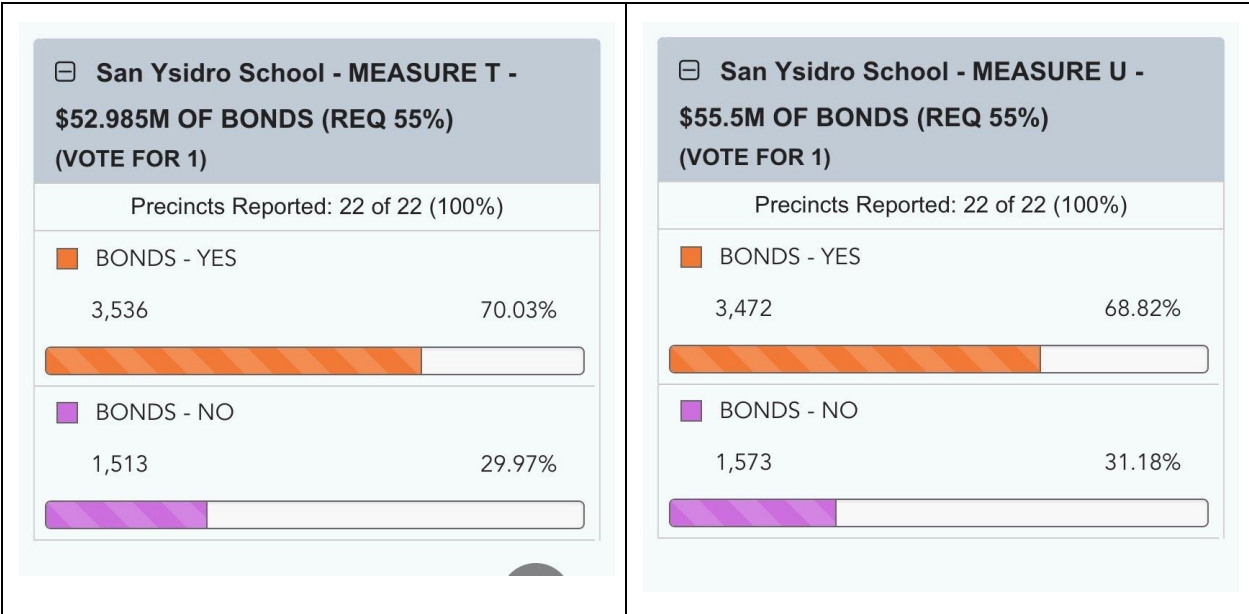 San Ysidro School - MEASURE T -
$52.985M OF BONDS (REQ 55%)
(VOTE FOR 1)
Precincts Reported: 22 of 22 (100%)
BONDS - YES
3,536 70.03%
BONDS - NO
1,513 29.97%
San Ysidro School - MEASURE U -
$55.5M OF BONDS (REQ 55%)
(VOTE FOR 1)
Precincts Reported: 22 of 22 (100%)
BONDS - YES
3,472 68.82%
BONDS - NO
1,573 31.18%